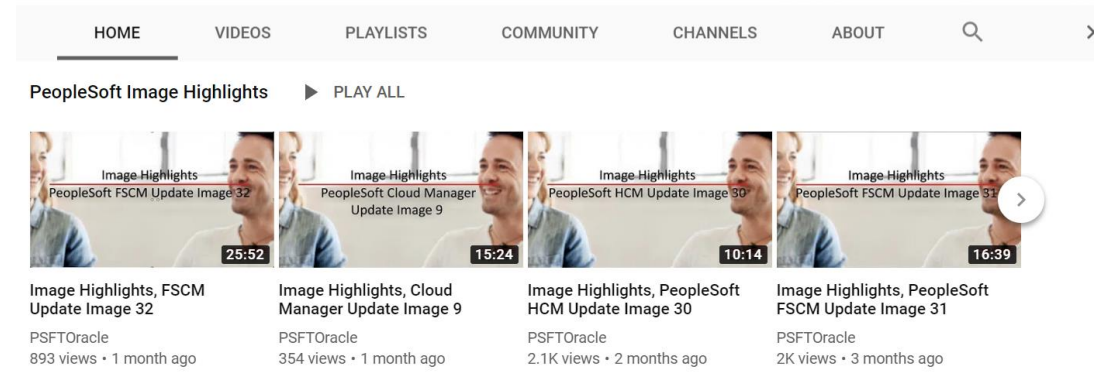 HOME VIDEOS PLAYLISTS COMMUNITY CHANNELS ABOUT
PeopleSoft Image Highlights PLAY ALL
Image Highlights
PeopleSoft FSCM Update Image 32
25:52
Image Highlights
PeopleSoft Cloud Manager
Update Image 9
15:24
Image Highlights
PeopleSoft HCM Update Image 30
10:14
Image Highlights
PeopleSoft FSCM Update Image 31
16:39
Image Highlights, FSCM
Update Image 32
PSFTOracle
893 views • 1 month ago
Image Highlights, Cloud
Manager Update Image 9
PSFTOracle
354 views • 1 month ago
Image Highlights, PeopleSoft
HCM Update Image 30
PSFTOracle
2.1K views • 2 months ago
Image Highlights, PeopleSoft
FSCM Update Image 31
PSFTOracle
2K views • 3 months ago